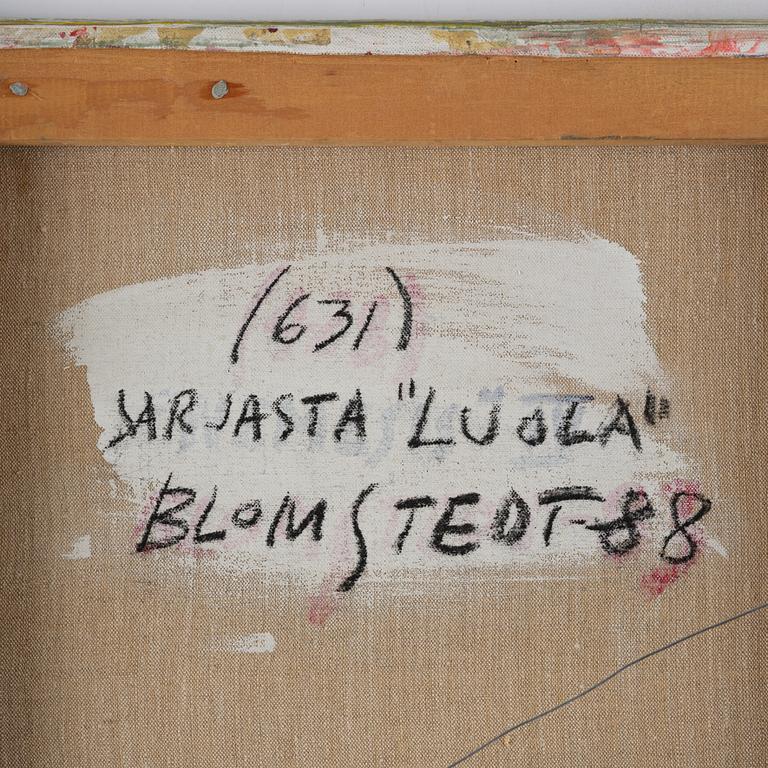 (631)
SARJASTA "LUOLA"
BLOMSTEDT-88